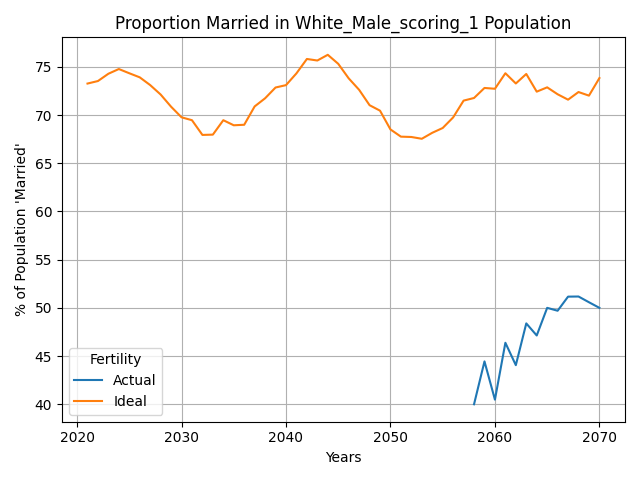 Proportion Married in White_Male_scoring_1 Population
% of Population 'Married'
75
70
65
60
55
50
45
40
Fertility
Actual
Ideal
2020 2030 2040 2050 2060 2070
Years